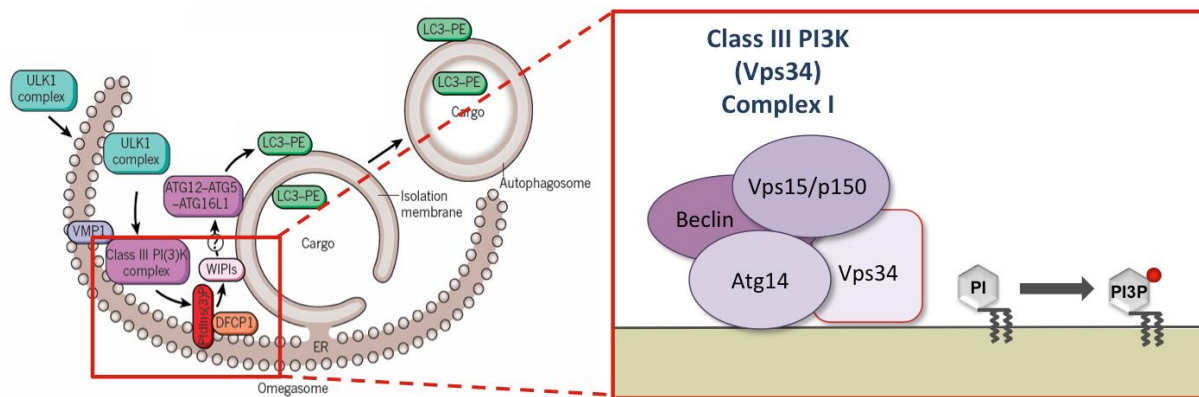 ULK1
complex
ULK1
complex
VMP1
Class III PI(3)K
complex
PtdIns(3)P
DFCP1
WIPIs
?
ATG12–ATG5
–ATG16L1
LC3–PE
LC3–PE
Cargo
Isolation
membrane
ER
Omegasome
LC3–PE
LC3–PE
Cargo
Autophagosome
Class III PI3K
(Vps34)
Complex I
Vps15/p150
Beclin
Atg14
Vps34
PI
PI3P